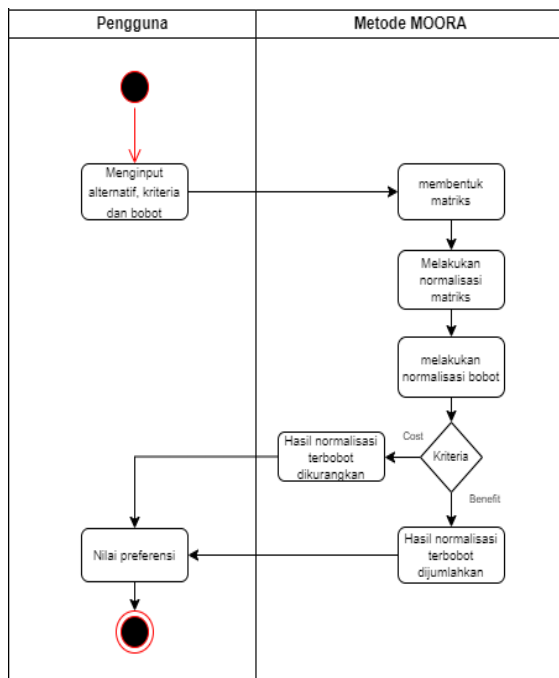 Pengguna
Metode MOORA
Menginput
alternatif, kriteria
dan bobot
membentuk
matriks
Melakukan
normalisasi
matriks
melakukan
normalisasi bobot
Cost
Kriteria
Hasil normalisasi
terbobot
dikurangkan
Benefit
Hasil normalisasi
terbobot
dijumlahkan
Nilai preferensi